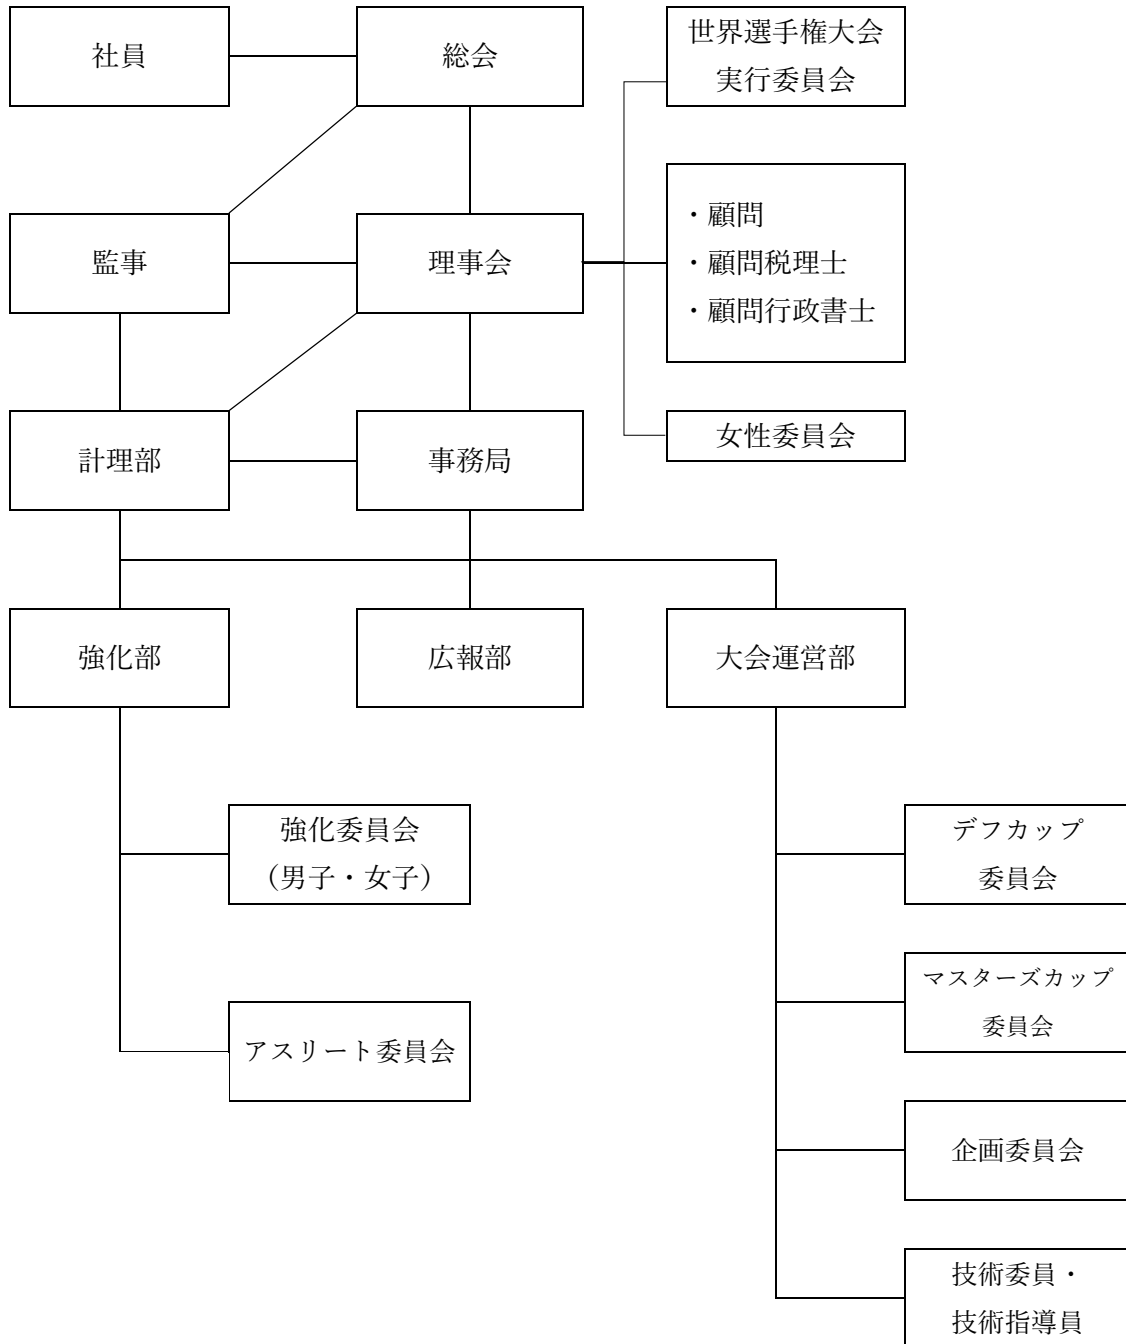 社員
総会
世界選手権大会
実行委員会
・顧問
・顧問税理士
・顧問行政書士
監事
理事会
女性委員会
計理部
事務局
強化部
広報部
大会運営部
強化委員会
（男子・女子）
デフカップ
委員会
マスターズカップ
委員会
アスリート委員会
企画委員会
技術委員・
技術指導員